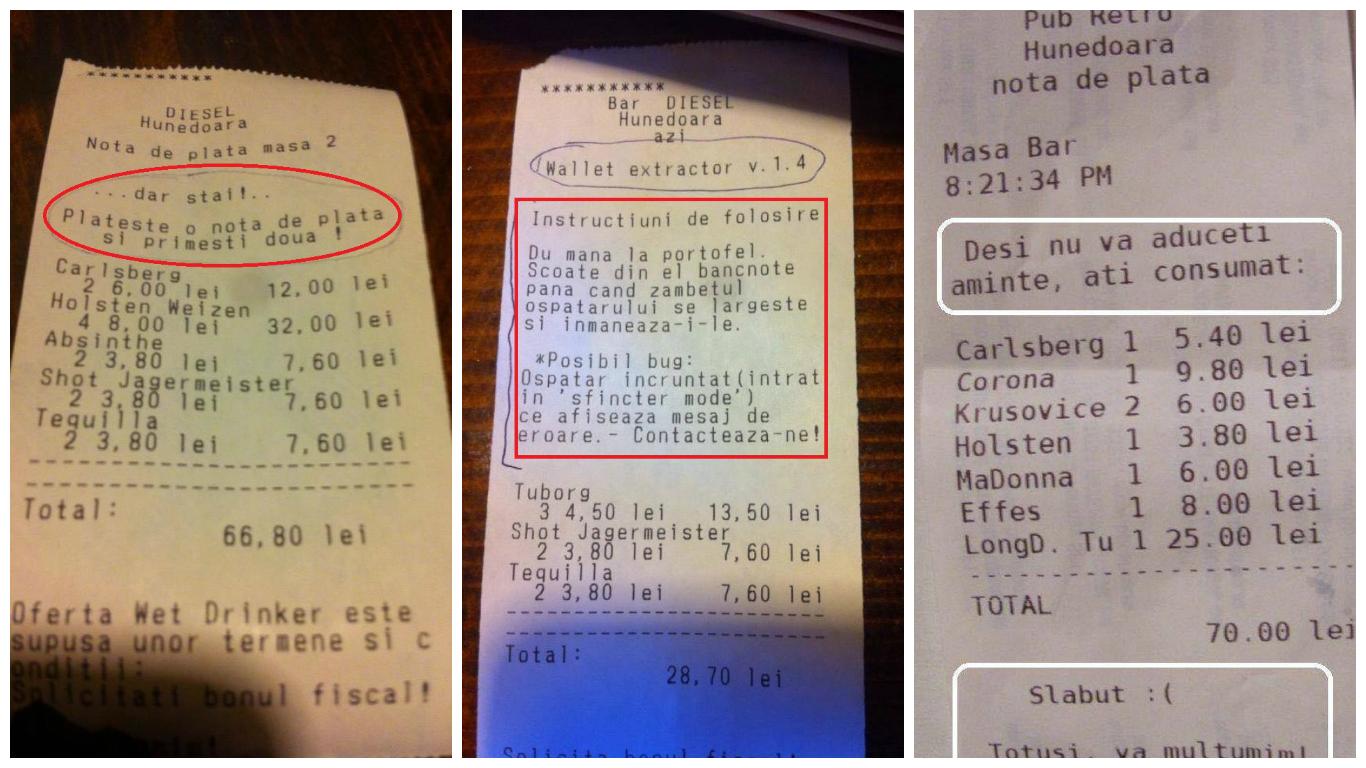 ***********
DIESEL
Hunedoara
Nota de plata masa 2
...dar stai!..
Plateste o nota de plata
si primesti doua !
Carlsberg
2 6,00 lei 12,00 lei
Holsten Weizen
4 8,00 lei 32,00 lei
Absinthe
2 3,80 lei 7,60 lei
Shot Jagermeister
2 3,80 lei 7,60 lei
Tequilla
2 3,80 lei 7,60 lei
Total:
66,80 lei
Oferta Wet Drinker este
supusa unor termene si c
onditii:
Solicitati bonul fiscal!
***********
Bar DIESEL
Hunedoara
azi
Wallet extractor v.1.4
Instructiuni de folosire
Du mana la portofel.
Scoate din el bancnote
pana cand zambetul
ospatarului se largeste
si inmaneaza-i-le.
*Posibil bug:
Ospatar incruntat(intrat
in 'sfincter mode')
ce afiseaza mesaj de
eroare.- Contacteaza-ne!
Tuborg
3 4,50 lei 13,50 lei
Shot Jagermeister
2 3,80 lei 7,60 lei
Tequilla
2 3,80 lei 7,60 lei
Total:
28,70 lei
Solicita bonul fiscal!
Pub Retro
Hunedoara
nota de plata
Masa Bar
8:21:34 PM
Desi nu va aduceti
aminte, ati consumat:
Carlsberg 1 5.40 lei
Corona 1 9.80 lei
Krusovice 2 6.00 lei
Holsten 1 3.80 lei
MaDonna 1 6.00 lei
Effes 1 8.00 lei
LongD. Tu 1 25.00 lei
TOTAL
70.00 lei
Slabut :(
Totusi, va multumim!